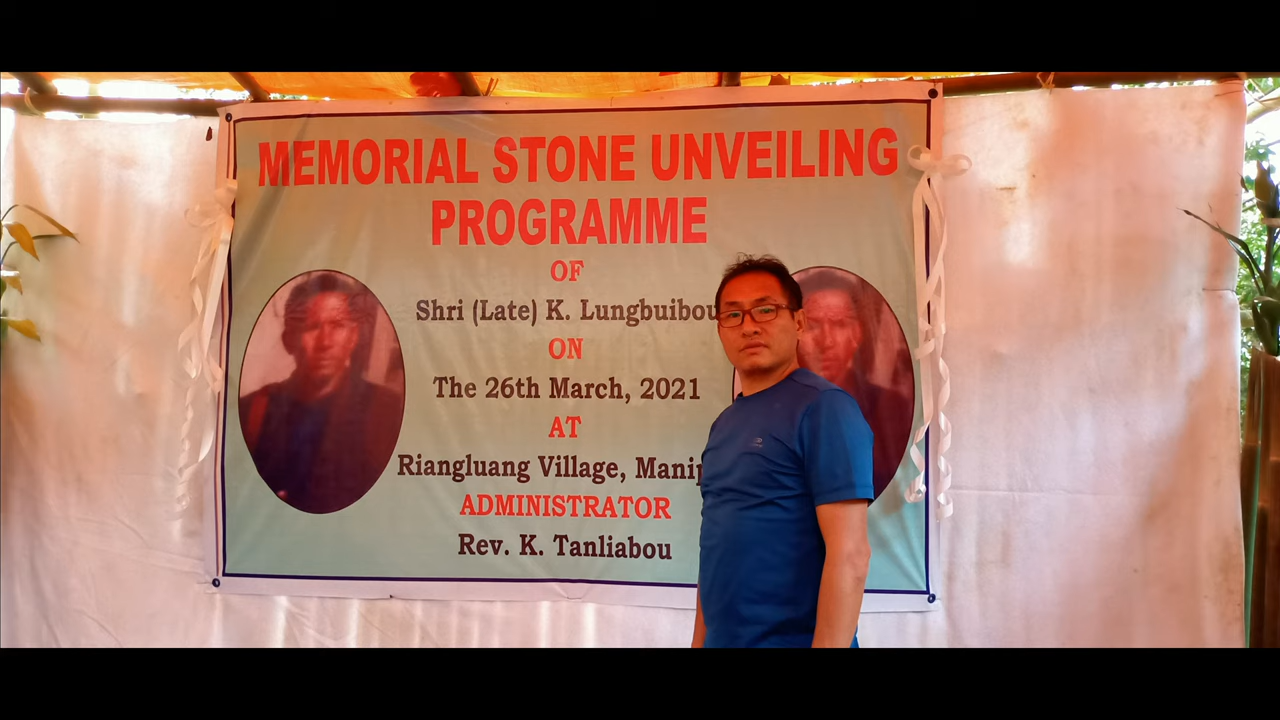 MEMORIAL STONE UNVEILING
PROGRAMME
OF
Shri (Late) K. Lungbuibou
ON
The 26th March, 2021
AT
Riangluang Village,
ADMINISTRATOR
Rev. K. Tanliabou